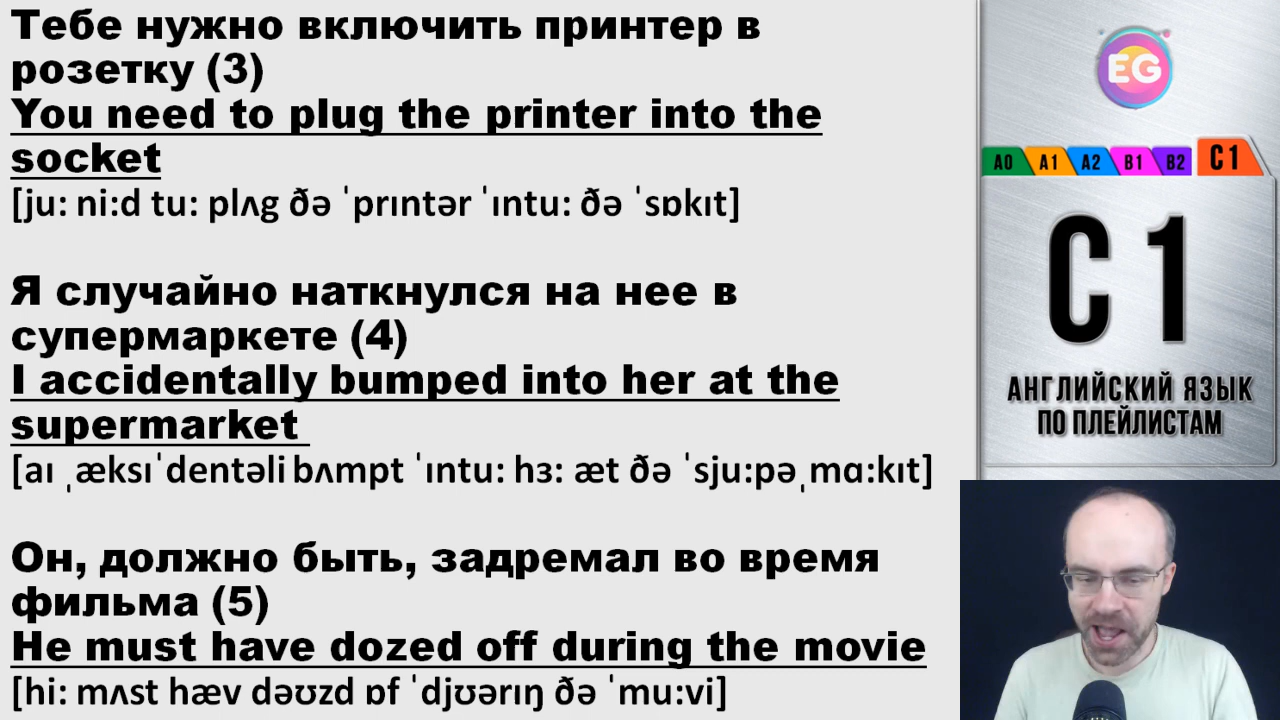 Тебе нужно включить принтер в
розетку (3)
You need to plug the printer into the
socket
[ju: ni:d tu: plʌg ðə ˈprɪntər ˈɪntu: ðə ˈsɒkɪt]
Я случайно наткнулся на нее в
супермаркете (4)
I accidentally bumped into her at the
supermarket
[aɪ ˌæksɪˈdentəli bʌmpt ˈɪntu: hɜ: æt ðə ˈsju:pəˌmɑ:kɪt]
Он, должно быть, задремал во время
фильма (5)
He must have dozed off during the movie
[hi: mʌst hæv dəʊzd ɒf ˈdjʊərɪŋ ðə ˈmu:vi]
EG
A0 A1 A2 B1 B2 C1
C1
АНГЛИЙСКИЙ ЯЗЫК
ПО ПЛЕЙЛИСТАМ